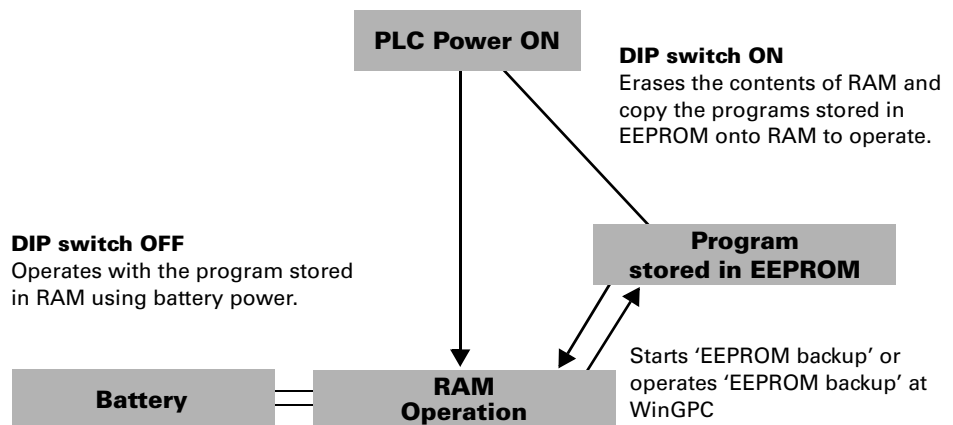 PLC Power ON
DIP switch ON
Erases the contents of RAM and
copy the programs stored in
EEPROM onto RAM to operate.
DIP switch OFF
Operates with the program stored
in RAM using battery power.
Program
stored in EEPROM
Starts ‘EEPROM backup’ or
operates ‘EEPROM backup’ at
WinGPC
Battery
RAM
Operation